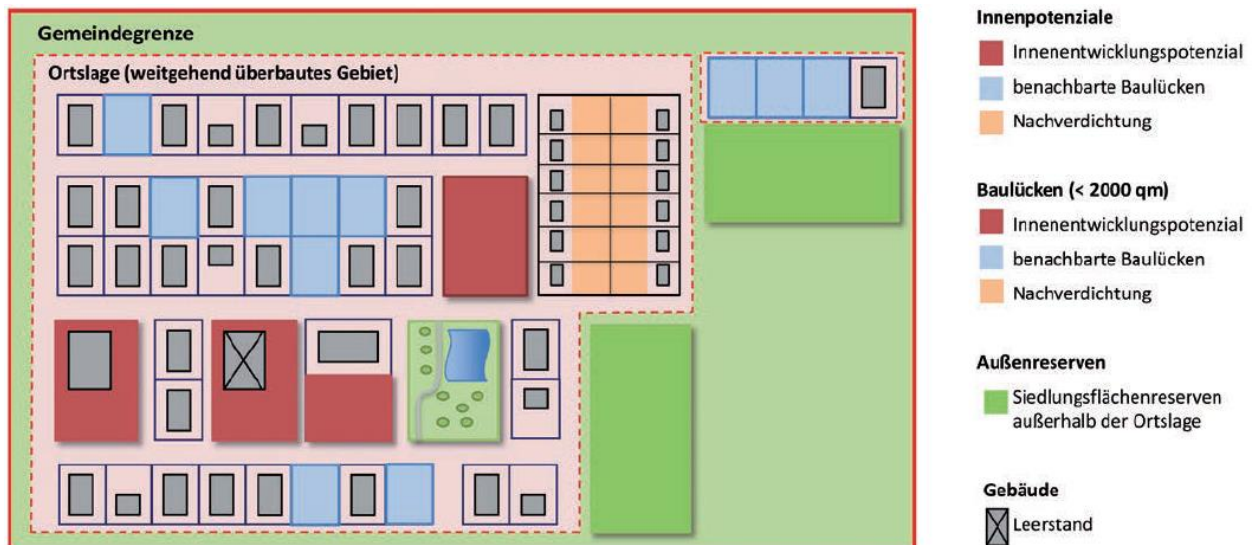 Gemeindegrenze
Ortslage (weitgehend überbautes Gebiet)
Innenpotenziale
Innenentwicklungspotenzial
benachbarte Baulücken
Nachverdichtung
Baulücken (< 2000 qm)
Innenentwicklungspotenzial
benachbarte Baulücken
Nachverdichtung
Außenreserven
Siedlungsflächenreserven
außerhalb der Ortslage
Gebäude
Leerstand